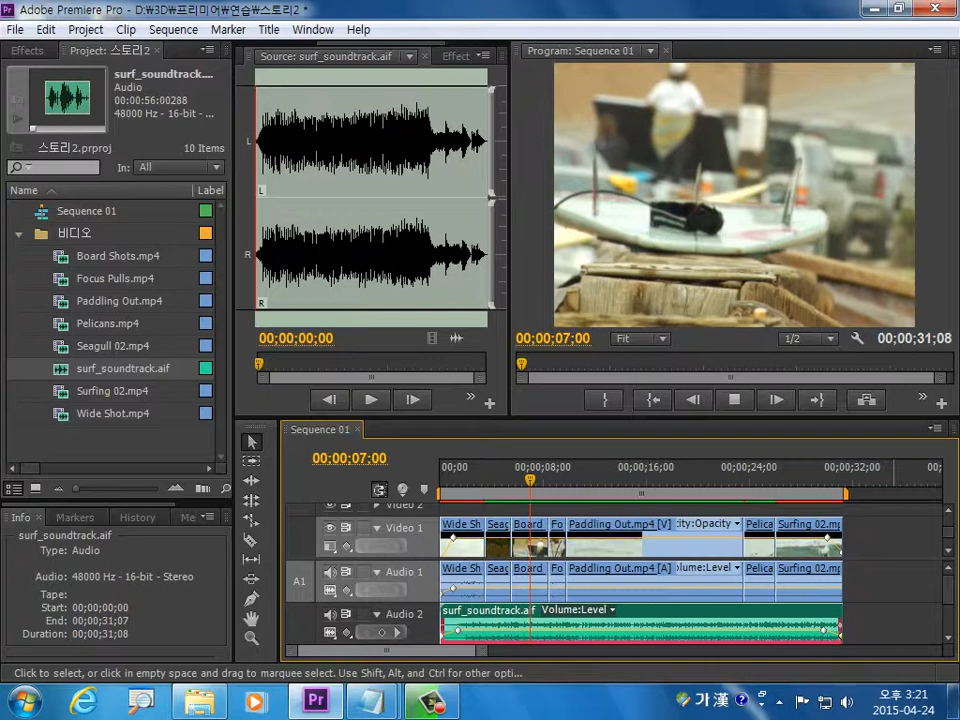 Adobe Premiere Pro - D:₩3D₩프리미어₩연습₩스토리2 *
File Edit Project Clip Sequence Marker Title Window Help
Effects
Project: 스토리2
Source: surf_soundtrack.aif
Effect
Program: Sequence 01
surf_soundtrack....
Audio
00:00:56:00288
48000 Hz - 16-bit - ...
스토리2.prproj
10 Items
In: All
Name
Label
Sequence 01
비디오
Board Shots.mp4
Focus Pulls.mp4
Paddling Out.mp4
Pelicans.mp4
Seagull 02.mp4
surf_soundtrack.aif
Surfing 02.mp4
Wide Shot.mp4
L
L
R
R
00;00;00;00
00;00;07;00
Fit
1/2
00;00;31;08
Sequence 01
00;00;07;00
00;00
00;00;08;00
00;00;16;00
00;00;24;00
00;00;32;00
00;
Video 2
Video 1
Wide Sh
Seag
Board
Fo
Paddling Out.mp4 [V]
city:Opacity
Pelica
Surfing 02.mp
A1
Audio 1
Wide Sh
Seag
Board
Fo
Paddling Out.mp4 [A]
olume:Level
Pelica
Surfing 02.mp
Audio 2
surf_soundtrack.aif Volume:Level
Info
Markers
History
Me
surf_soundtrack.aif
Type: Audio
Audio: 48000 Hz - 16-bit - Stereo
Tape:
Start: 00;00;00;00
End: 00;00;31;07
Duration: 00;00;31;08
Click to select, or click in empty space and drag to marquee select. Use Shift, Alt, and Ctrl for other opti...
Pr
가 漢
오후 3:21
2015-04-24